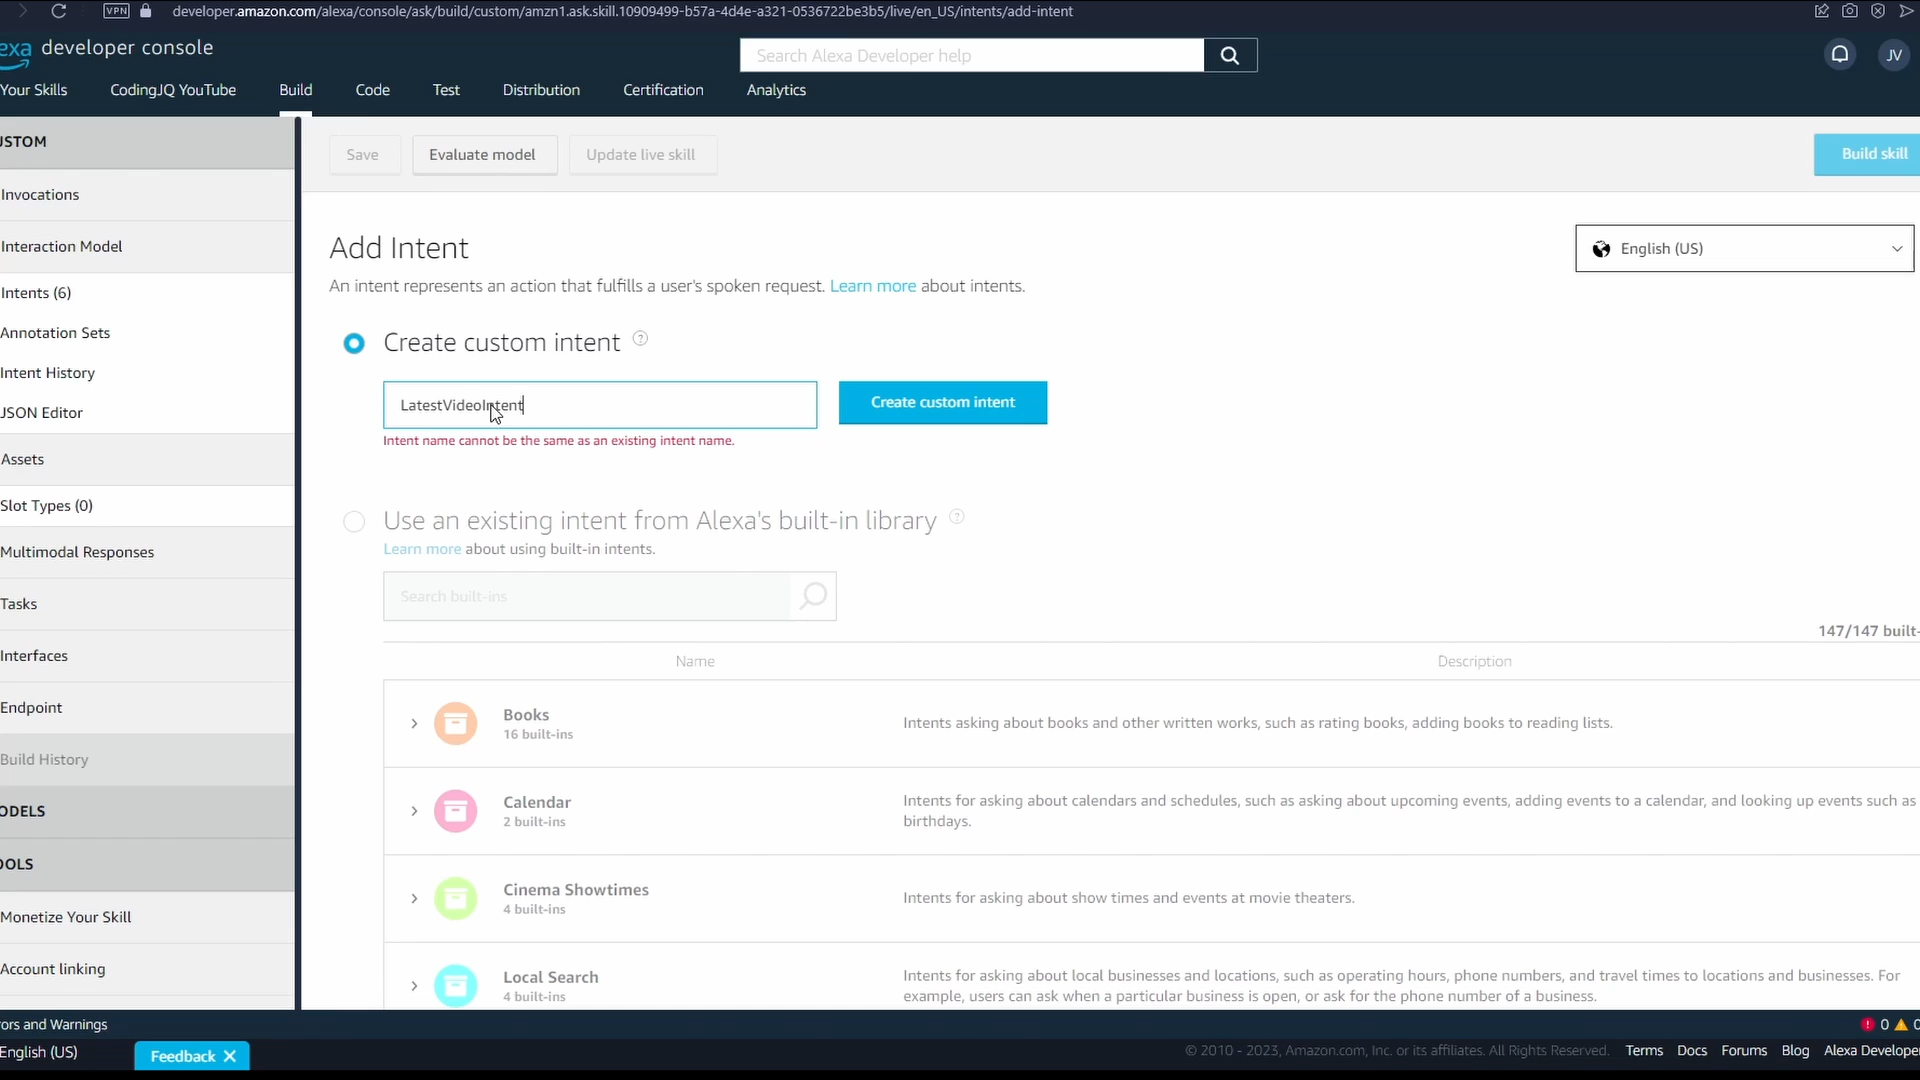 VPN
developer.amazon.com/alexa/console/ask/build/custom/amzn1.ask.skill.10909499-b57a-4d4e-a321-0536722be3b5/live/en_US/intents/add-intent
exa developer console
Search Alexa Developer help
JV
Your Skills
CodingJQ YouTube
Build
Code
Test
Distribution
Certification
Analytics
USTOM
Invocations
Interaction Model
Intents (6)
Annotation Sets
Intent History
JSON Editor
Assets
Slot Types (0)
Multimodal Responses
Tasks
Interfaces
Endpoint
Build History
ODELS
OOLS
Monetize Your Skill
Account linking
Save
Evaluate model
Update live skill
Build skill
Add Intent
English (US)
An intent represents an action that fulfills a user's spoken request. Learn more about intents.
Create custom intent ?
LatestVideoIntent
Create custom intent
Intent name cannot be the same as an existing intent name.
Use an existing intent from Alexa's built-in library ?
Learn more about using built-in intents.
Search built-ins
147/147 built-
Name
Description
Books
16 built-ins
Intents asking about books and other written works, such as rating books, adding books to reading lists.
Calendar
2 built-ins
Intents for asking about calendars and schedules, such as asking about upcoming events, adding events to a calendar, and looking up events such as
birthdays.
Cinema Showtimes
4 built-ins
Intents for asking about show times and events at movie theaters.
Local Search
4 built-ins
Intents for asking about local businesses and locations, such as operating hours, phone numbers, and travel times to locations and businesses. For
example, users can ask when a particular business is open, or ask for the phone number of a business.
rors and Warnings
0
0
English (US)
Feedback
© 2010 - 2023, Amazon.com, Inc. or its affiliates. All Rights Reserved.
Terms
Docs
Forums
Blog
Alexa Developer